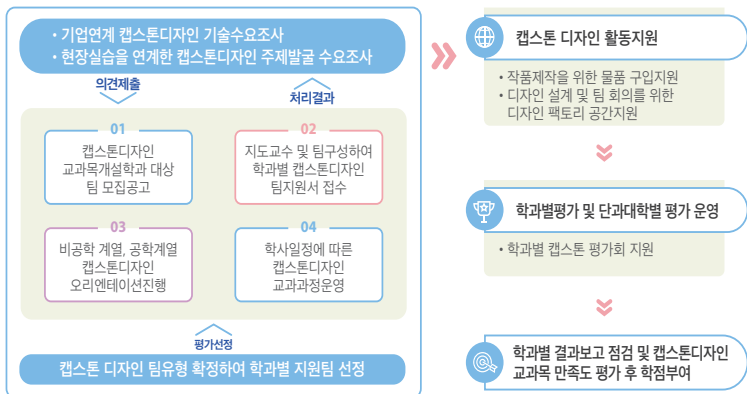 • 기업연계 캡스톤디자인 기술수요조사
• 현장실습을 연계한 캡스톤디자인 주제발굴 수요조사
의견제출
처리결과
01
캡스톤디자인
교과목개설학과 대상
팀 모집공고
02
지도교수 및 팀구성하여
학과별 캡스톤디자인
팀지원서 접수
03
비공학 계열, 공학계열
캡스톤디자인
오리엔테이션진행
04
학사일정에 따른
캡스톤디자인
교과과정운영
평가선정
캡스톤 디자인 팀유형 확정하여 학과별 지원팀 선정
캡스톤 디자인 활동지원
• 작품제작을 위한 물품 구입지원
• 디자인 설계 및 팀 회의를 위한
디자인 팩토리 공간지원
학과별평가 및 단과대학별 평가 운영
• 학과별 캡스톤 평가회 지원
학과별 결과보고 점검 및 캡스톤디자인
교과목 만족도 평가 후 학점부여